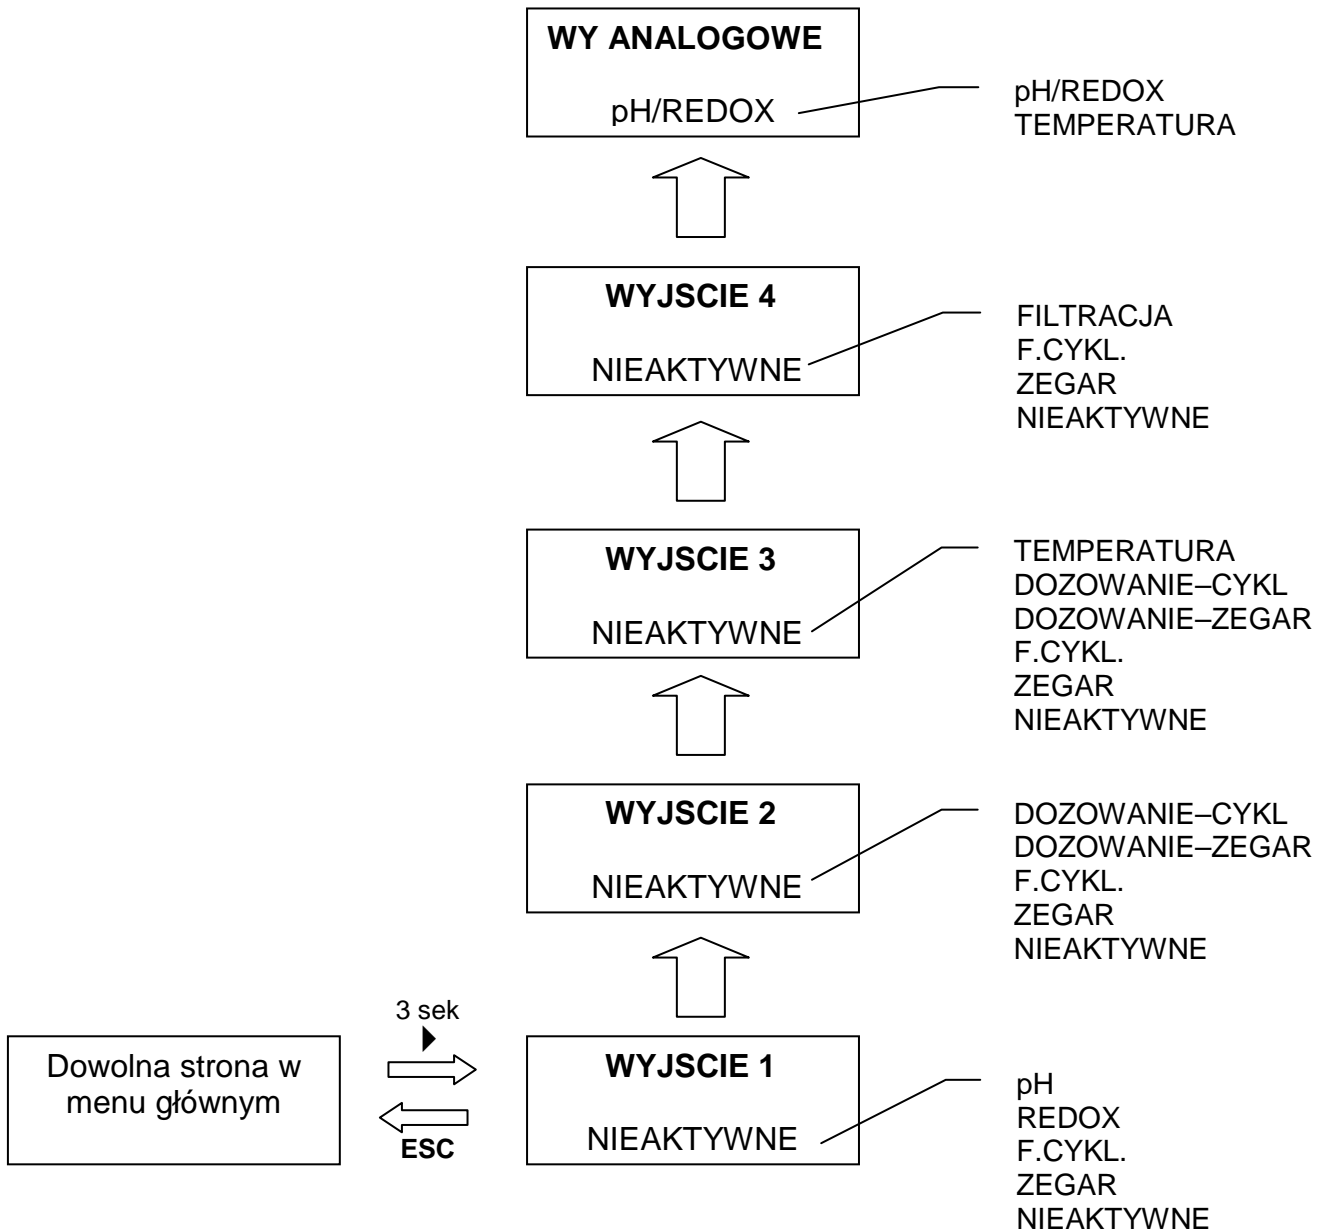 WY ANALOGOWE
pH/REDOX
pH/REDOX
TEMPERATURA
WYJSCIE 4
NIEAKTYWNE
FILTRACJA
F.CYKL.
ZEGAR
NIEAKTYWNE
WYJSCIE 3
NIEAKTYWNE
TEMPERATURA
DOZOWANIE–CYKL
DOZOWANIE–ZEGAR
F.CYKL.
ZEGAR
NIEAKTYWNE
WYJSCIE 2
NIEAKTYWNE
DOZOWANIE–CYKL
DOZOWANIE–ZEGAR
F.CYKL.
ZEGAR
NIEAKTYWNE
Dowolna strona w
menu głównym
3 sek
ESC
WYJSCIE 1
NIEAKTYWNE
pH
REDOX
F.CYKL.
ZEGAR
NIEAKTYWNE